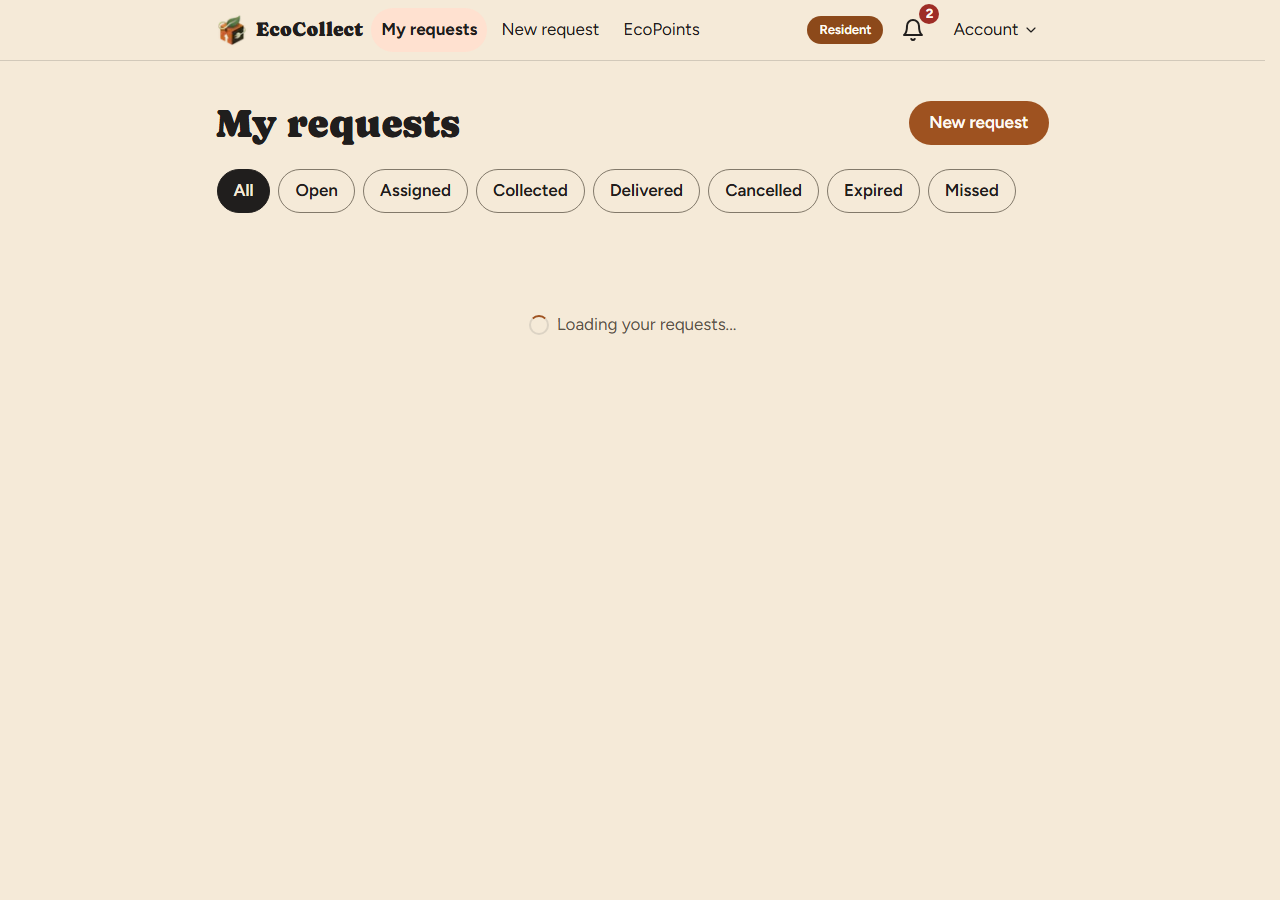 EcoCollect My requests New request EcoPoints Resident 2 Account
My requests New request
All Open Assigned Collected Delivered Cancelled Expired Missed
Loading your requests...